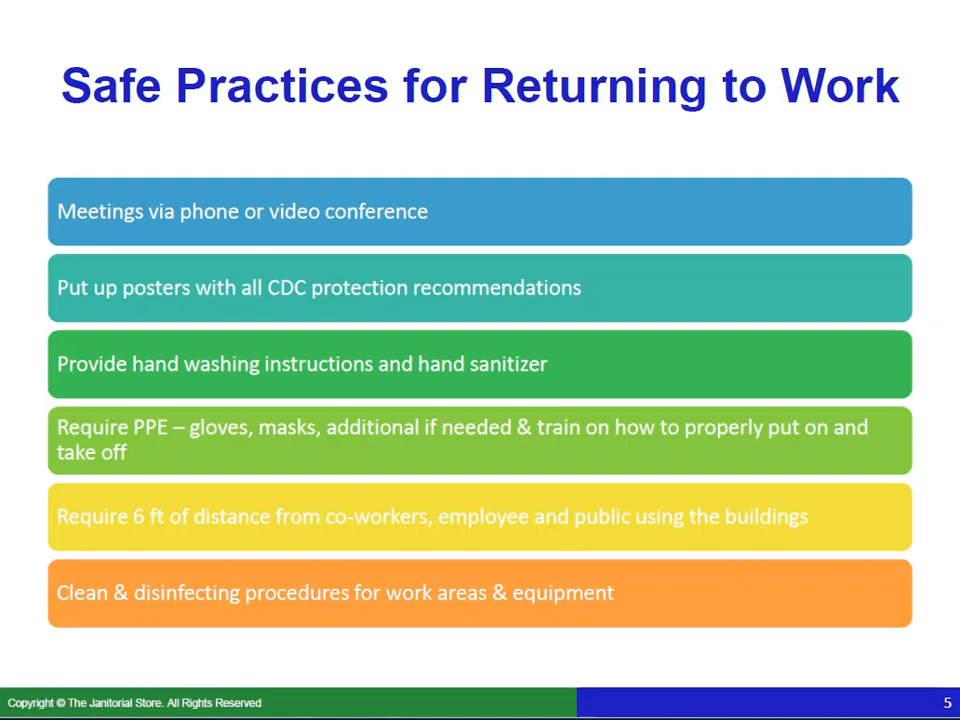 Safe Practices for Returning to Work
Meetings via phone or video conference
Put up posters with all CDC protection recommendations
Provide hand washing instructions and hand sanitizer
Require PPE – gloves, masks, additional if needed & train on how to properly put on and
take off
Require 6 ft of distance from co-workers, employee and public using the buildings
Clean & disinfecting procedures for work areas & equipment
Copyright © The Janitorial Store. All Rights Reserved
5